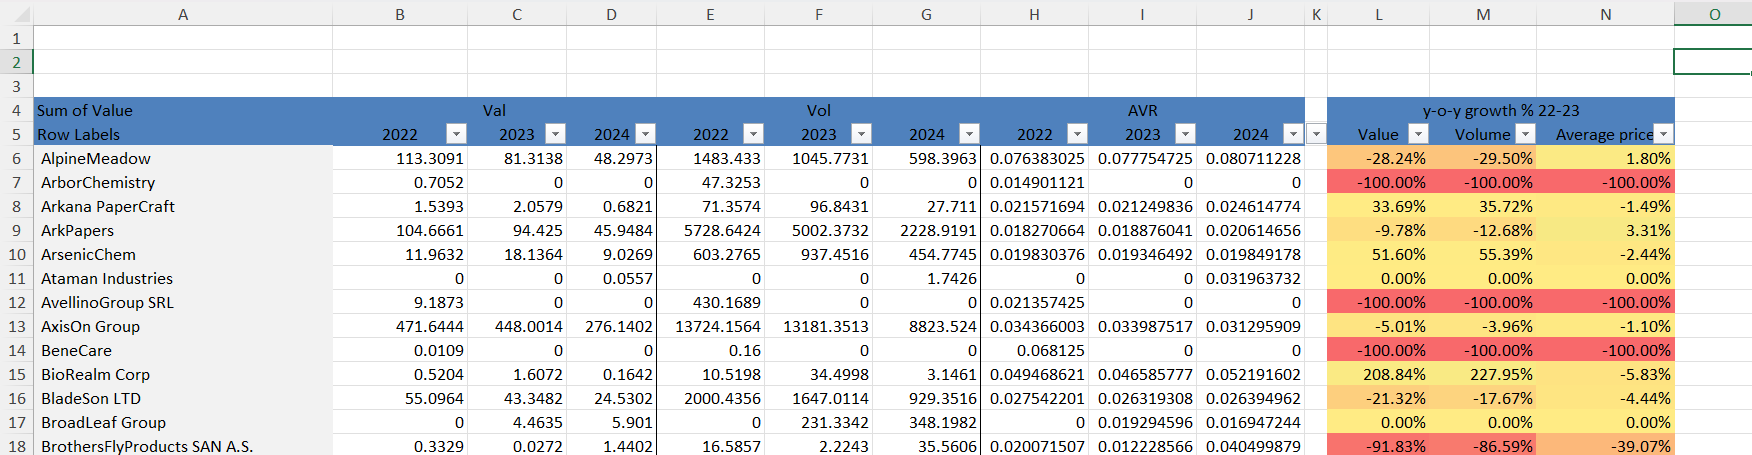 A B C D E F G H I J K L M N O
1
2
3
4 Sum of Value Val Vol AVR y-o-y growth % 22-23
5 Row Labels 2022 2023 2024 2022 2023 2024 2022 2023 2024 Value Volume Average price
6 AlpineMeadow 113.3091 81.3138 48.2973 1483.433 1045.7731 598.3963 0.076383025 0.077754725 0.080711228 -28.24% -29.50% 1.80%
7 ArborChemistry 0.7052 0 0 47.3253 0 0 0.014901121 0 0 -100.00% -100.00% -100.00%
8 Arkana PaperCraft 1.5393 2.0579 0.6821 71.3574 96.8431 27.711 0.021571694 0.021249836 0.024614774 33.69% 35.72% -1.49%
9 ArkPapers 104.6661 94.425 45.9484 5728.6424 5002.3732 2228.9191 0.018270664 0.018876041 0.020614656 -9.78% -12.68% 3.31%
10 ArsenicChem 11.9632 18.1364 9.0269 603.2765 937.4516 454.7745 0.019830376 0.019346492 0.019849178 51.60% 55.39% -2.44%
11 Ataman Industries 0 0 0.0557 0 0 1.7426 0 0 0.031963732 0.00% 0.00% 0.00%
12 AvellinoGroup SRL 9.1873 0 0 430.1689 0 0 0.021357425 0 0 -100.00% -100.00% -100.00%
13 AxisOn Group 471.6444 448.0014 276.1402 13724.1564 13181.3513 8823.524 0.034366003 0.033987517 0.031295909 -5.01% -3.96% -1.10%
14 BeneCare 0.0109 0 0 0.16 0 0 0.068125 0 0 -100.00% -100.00% -100.00%
15 BioRealm Corp 0.5204 1.6072 0.1642 10.5198 34.4998 3.1461 0.049468621 0.046585777 0.052191602 208.84% 227.95% -5.83%
16 BladeSon LTD 55.0964 43.3482 24.5302 2000.4356 1647.0114 929.3516 0.027542201 0.026319308 0.026394962 -21.32% -17.67% -4.44%
17 BroadLeaf Group 0 4.4635 5.901 0 231.3342 348.1982 0 0.019294596 0.016947244 0.00% 0.00% 0.00%
18 BrothersFlyProducts SAN A.S. 0.3329 0.0272 1.4402 16.5857 2.2243 35.5606 0.020071507 0.012228566 0.040499879 -91.83% -86.59% -39.07%